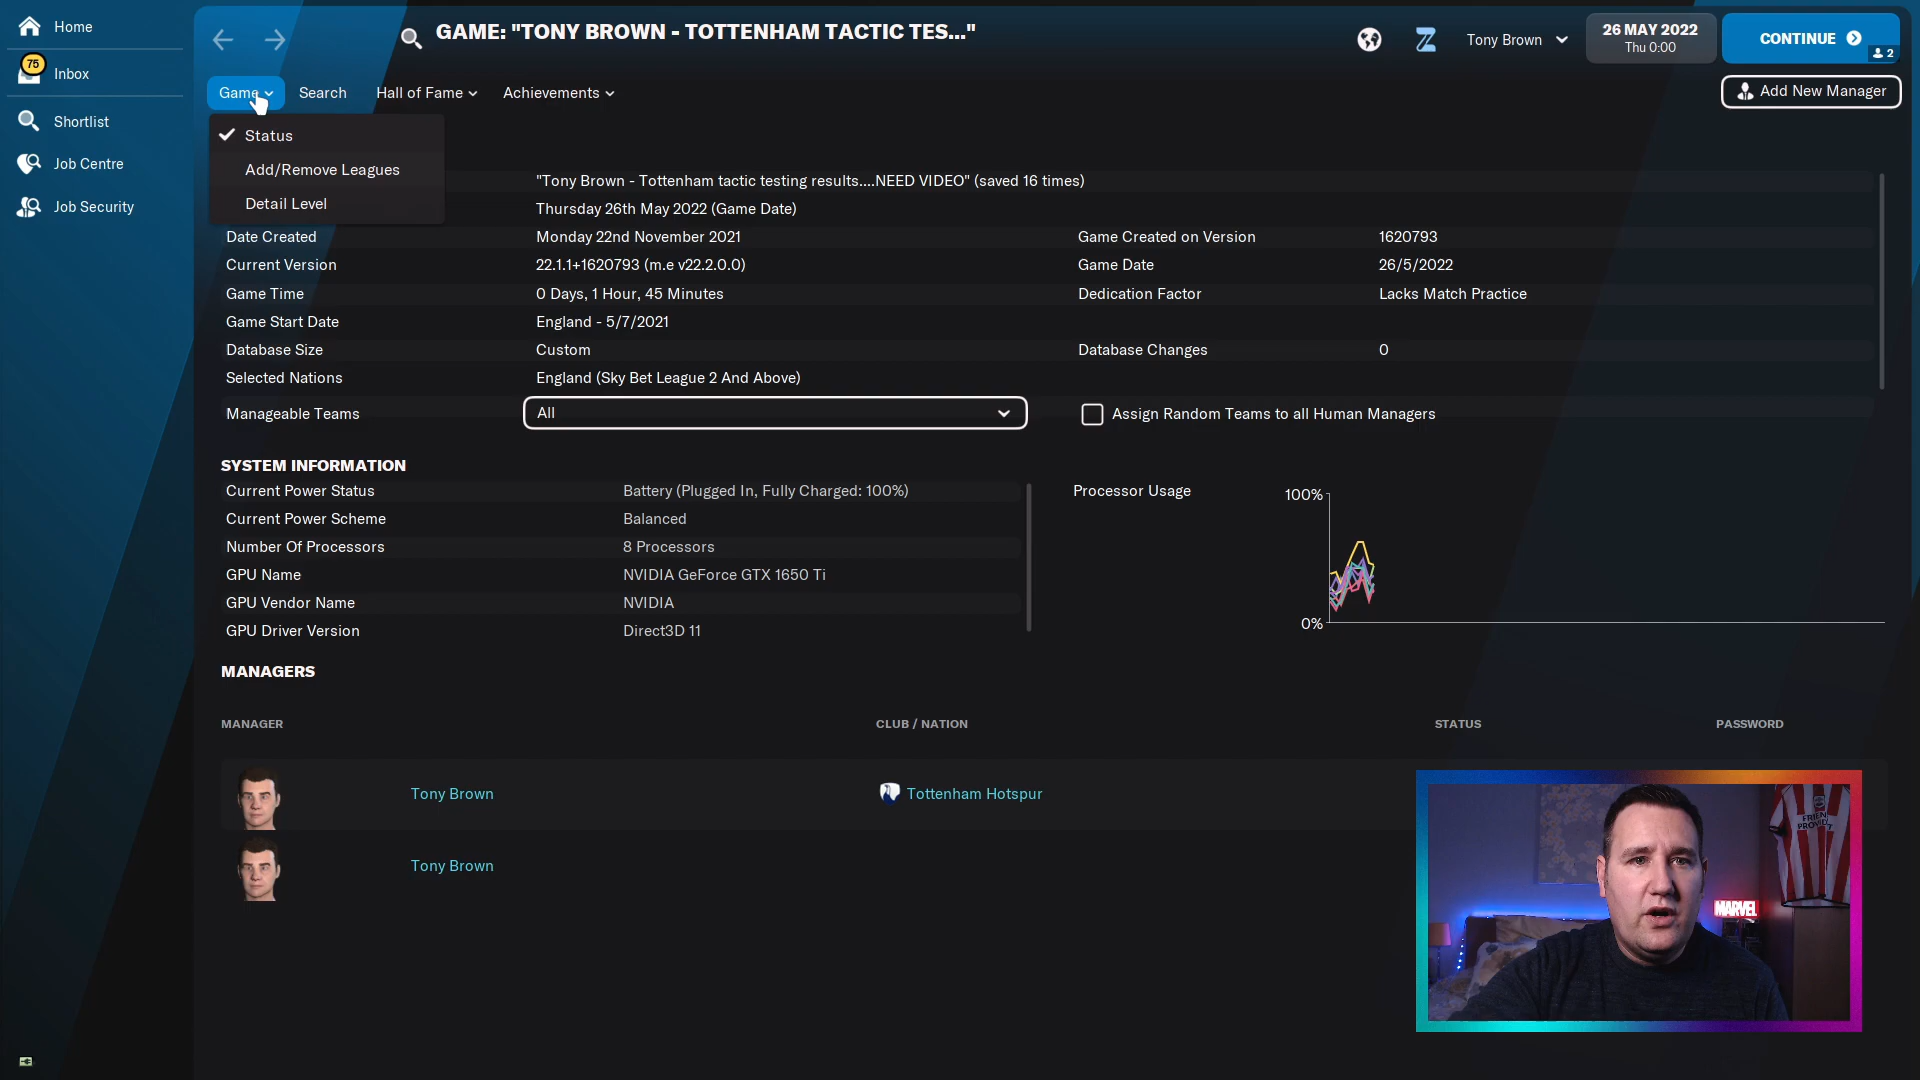 Home
Inbox
75
Shortlist
Job Centre
Job Security
GAME: "TONY BROWN - TOTTENHAM TACTIC TES..."
Tony Brown
26 MAY 2022
Thu 0:00
CONTINUE
2
Game
Search
Hall of Fame
Achievements
Add New Manager
Status
Add/Remove Leagues
Detail Level
"Tony Brown - Tottenham tactic testing results....NEED VIDEO" (saved 16 times)
Thursday 26th May 2022 (Game Date)
Date Created Monday 22nd November 2021 Game Created on Version 1620793
Current Version 22.1.1+1620793 (m.e v22.2.0.0) Game Date 26/5/2022
Game Time 0 Days, 1 Hour, 45 Minutes Dedication Factor Lacks Match Practice
Game Start Date England - 5/7/2021
Database Size Custom Database Changes 0
Selected Nations England (Sky Bet League 2 And Above)
Manageable Teams All Assign Random Teams to all Human Managers
SYSTEM INFORMATION
Current Power Status Battery (Plugged In, Fully Charged: 100%)
Current Power Scheme Balanced
Number Of Processors 8 Processors
GPU Name NVIDIA GeForce GTX 1650 Ti
GPU Vendor Name NVIDIA
GPU Driver Version Direct3D 11
Processor Usage
100%
0%
MANAGERS
MANAGER CLUB / NATION STATUS PASSWORD
Tony Brown Tottenham Hotspur
Tony Brown
MARVEL